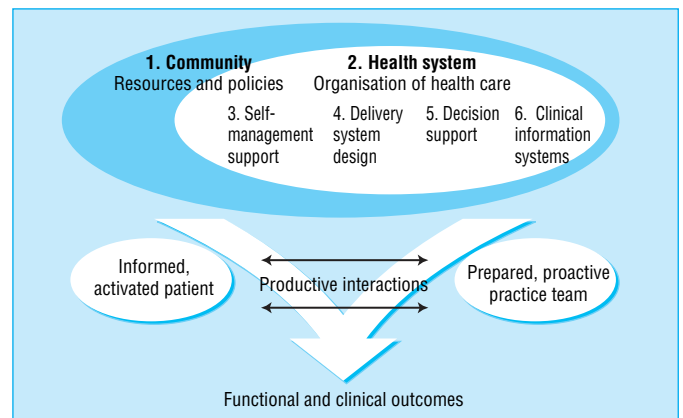 1. Community
Resources and policies
2. Health system
Organisation of health care
3. Self-
management
support
4. Delivery
system
design
5. Decision
support
6. Clinical
information
systems
Informed,
activated patient
Productive interactions
Prepared, proactive
practice team
Functional and clinical outcomes